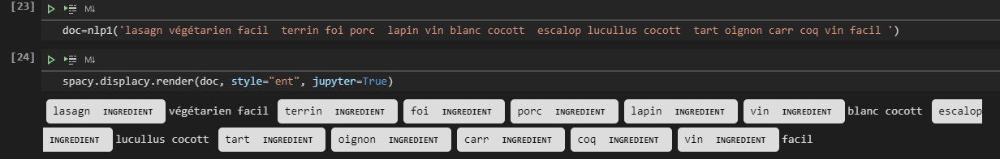 [23] M↓
doc=nlp1('lasagn végétarien facil  terrin foi porc  lapin vin blanc cocott  escalop lucullus cocott  tart oignon carr coq vin facil ')
[24] M↓
spacy.displacy.render(doc, style="ent", jupyter=True)
lasagn INGREDIENT végétarien facil terrin INGREDIENT foi INGREDIENT porc INGREDIENT lapin INGREDIENT vin INGREDIENT blanc cocott escalop
INGREDIENT lucullus cocott tart INGREDIENT oignon INGREDIENT carr INGREDIENT coq INGREDIENT vin INGREDIENT facil